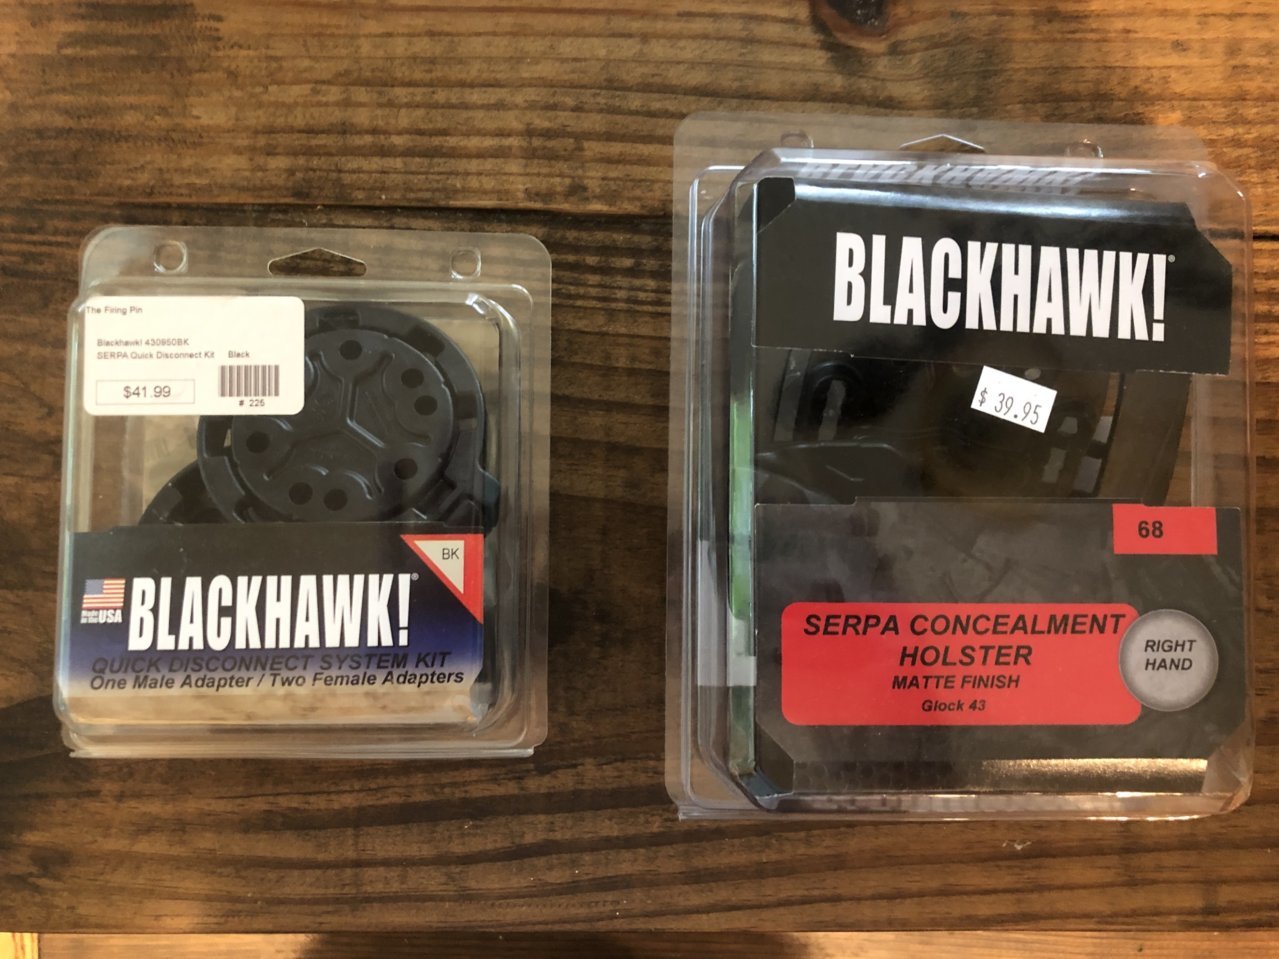 The Firing Pin
Blackhawk! 430950BK
SERPA Quick Disconnect Kit Black
$41.99
# 226
BK
Made in the USA
BLACKHAWK!®
QUICK DISCONNECT SYSTEM KIT
One Male Adapter / Two Female Adapters
BLACKHAWK!
BLACKHAWK!®
$ 39.95
68
SERPA CONCEALMENT
HOLSTER
MATTE FINISH
Glock 43
RIGHT
HAND